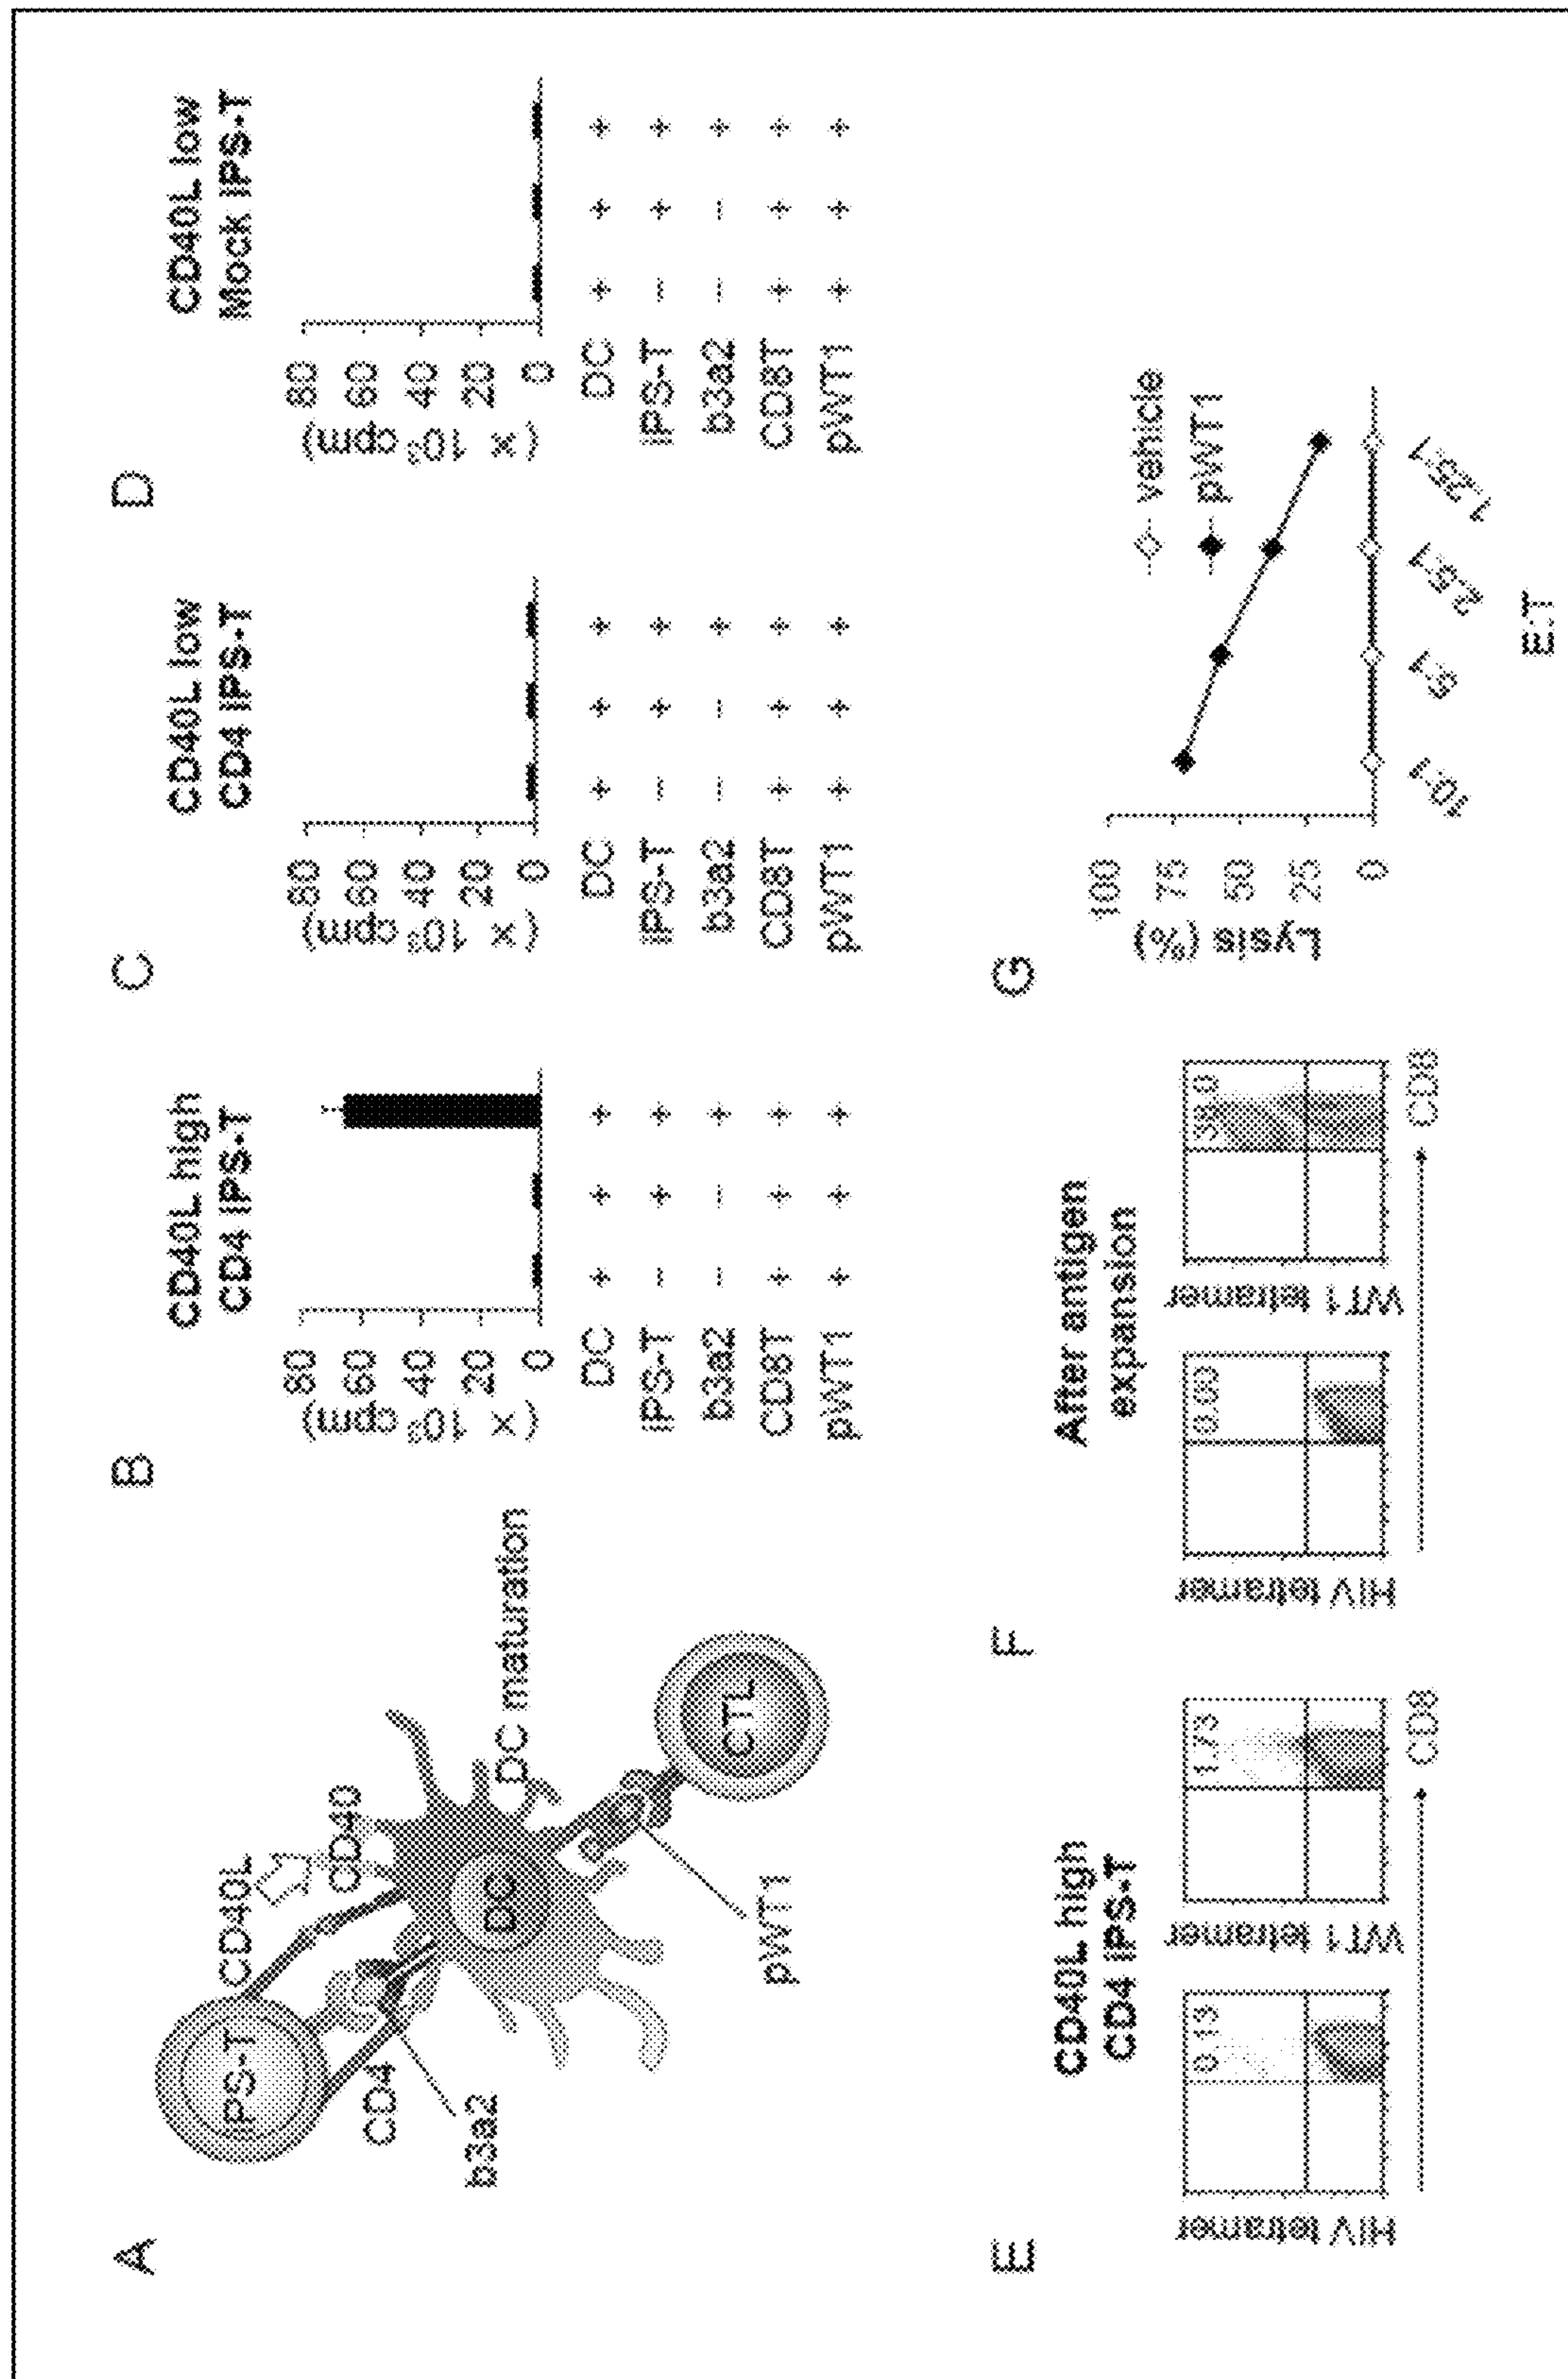 A
iPS-T
CD40L
CD40
CD4
b3a2
DC
DC maturation
pWT1
CTL
B
CD40L high
CD4 iPS-T
(× 10³ cpm)
80
60
40
20
0
DC + + +
iPS-T – + +
b3a2 – – +
CD8T + + +
pWT1 + + +
C
CD40L low
CD4 iPS-T
(× 10³ cpm)
80
60
40
20
0
DC + + +
iPS-T – + +
b3a2 – – +
CD8T + + +
pWT1 + + +
D
CD40L low
Mock iPS-T
(× 10³ cpm)
80
60
40
20
0
DC + + +
iPS-T – + +
b3a2 – – +
CD8T + + +
pWT1 + + +
E
CD40L high
CD4 iPS-T
HIV tetramer
0.13
WT1 tetramer
1.73
CD8
F
After antigen
expansion
HIV tetramer
WT1 tetramer
CD8
G
Lysis (%)
100
75
50
25
0
vehicle
pWT1
10:1
5:1
2.5:1
1.25:1
E:T